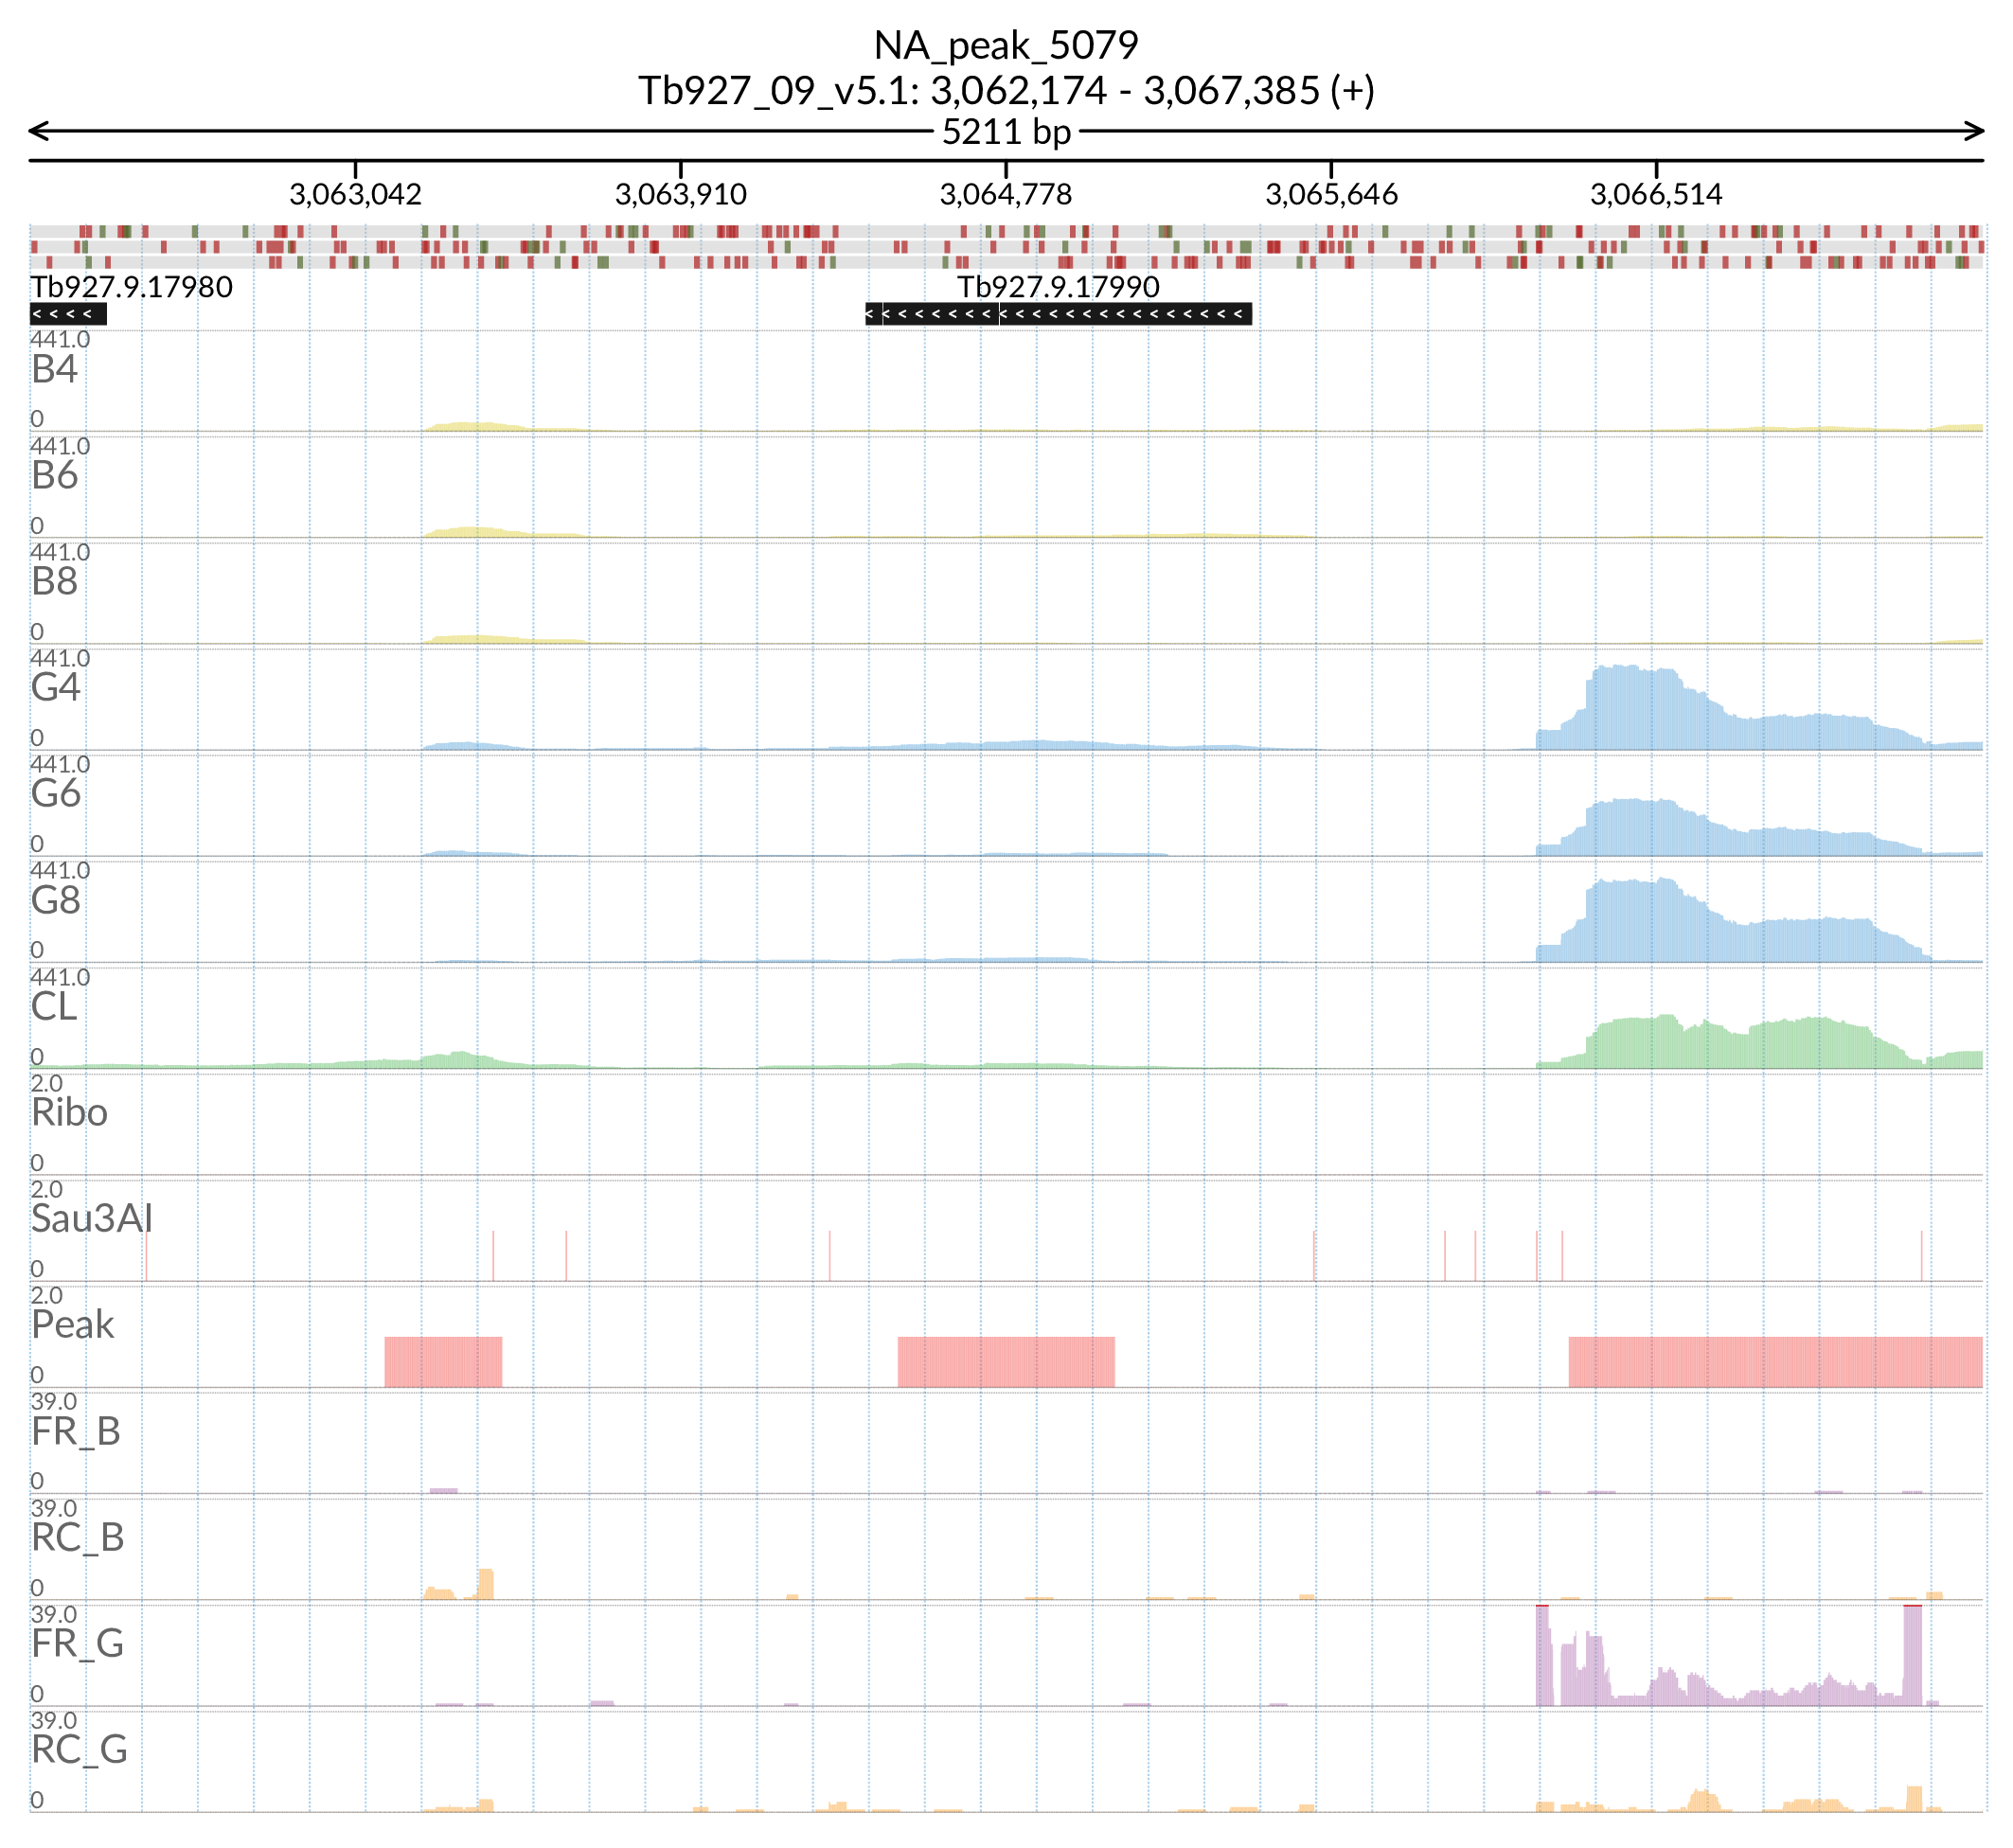 NA_peak_5079
Tb927_09_v5.1: 3,062,174 - 3,067,385 (+)
5211 bp
3,063,042 3,063,910 3,064,778 3,065,646 3,066,514
Tb927.9.17980 Tb927.9.17990
441.0
B4
0
441.0
B6
0
441.0
B8
0
441.0
G4
0
441.0
G6
0
441.0
G8
0
441.0
CL
0
2.0
Ribo
0
2.0
Sau3AI
0
2.0
Peak
0
39.0
FR_B
0
39.0
RC_B
0
39.0
FR_G
0
39.0
RC_G
0